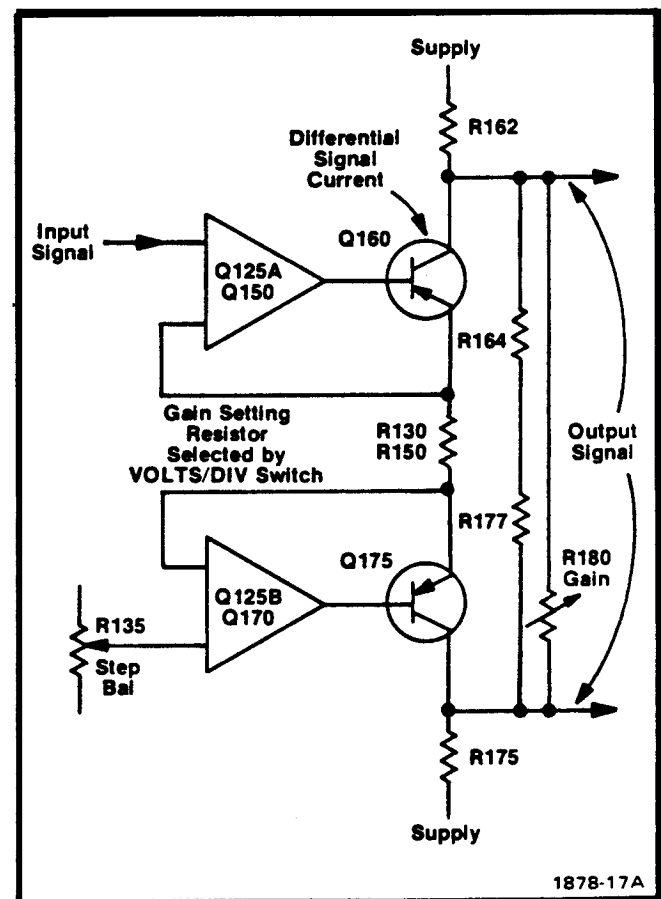 Supply
R162
Differential
Signal
Current
Input
Signal
Q160
Q125A
Q150
R164
Gain Setting
Resistor
Selected by
VOLTS/DIV Switch
R130
R150
Output
Signal
R177
Q175
R180
Gain
Q125B
Q170
R135
Step
Bal
R175
Supply
1878-17A